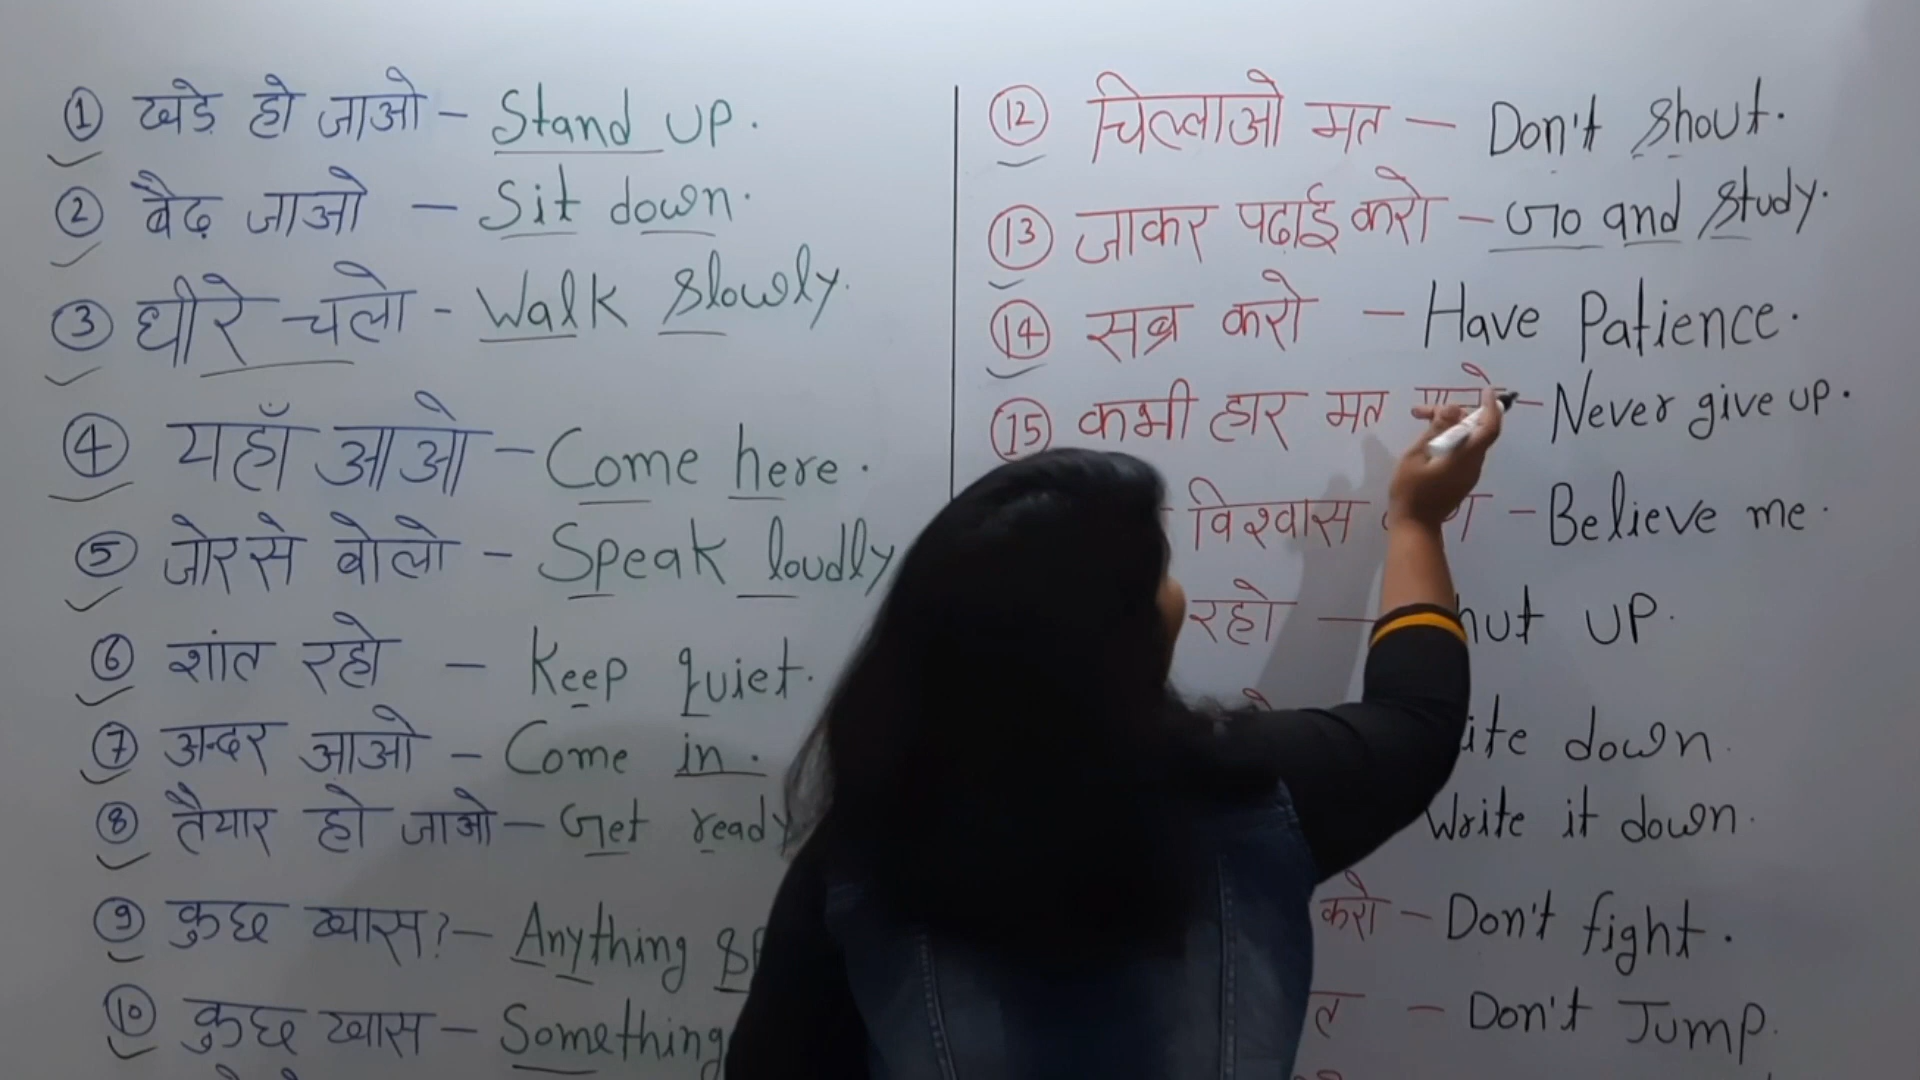 1 खड़े हो जाओ - Stand up.
2 बैठ जाओ - Sit down.
3 धीरे चलो - Walk slowly.
4 यहाँ आओ - Come here.
5 जोर से बोलो - Speak loudly
6 शांत रहो - Keep quiet.
7 अन्दर आओ - Come in.
8 तैयार हो जाओ - Get ready
9 कुछ खास? - Anything
10 कुछ खास - Something
12 चिल्लाओ मत - Don't shout.
13 जाकर पढाई करो - Go and study.
14 सब्र करो - Have Patience.
15 कभी हार मत - Never give up.
विश्वास - Believe me.
रहो - UP.
down.
Write it down.
करो - Don't fight.
- Don't Jump.